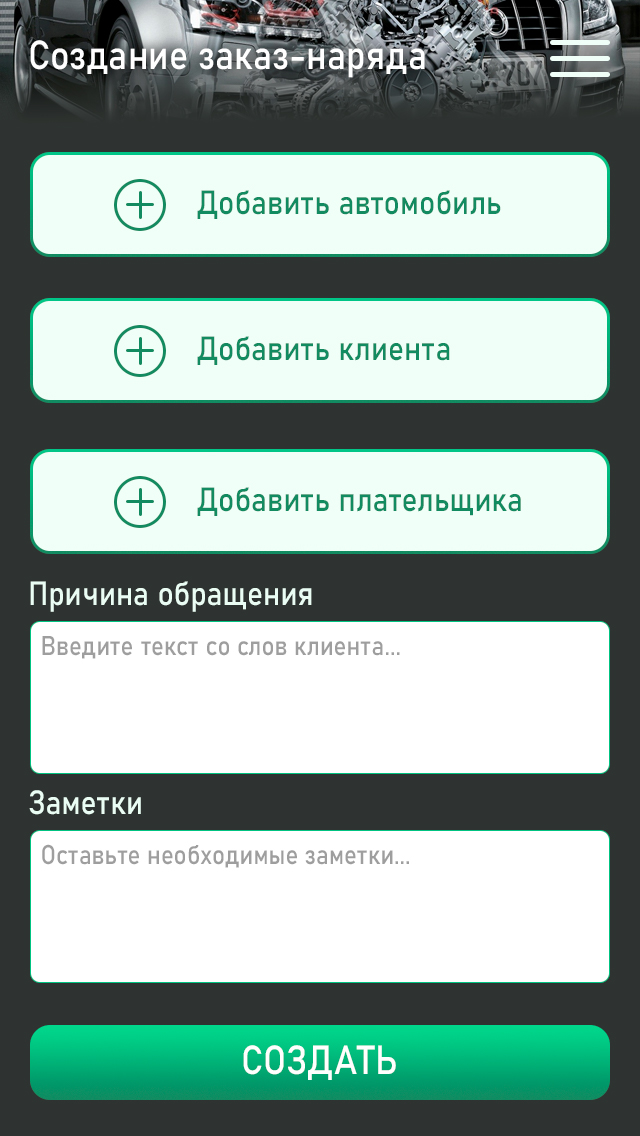 Создание заказ-наряда
707
Добавить автомобиль
Добавить клиента
Добавить плательщика
Причина обращения
Введите текст со слов клиента...
Заметки
Оставьте необходимые заметки...
СОЗДАТЬ